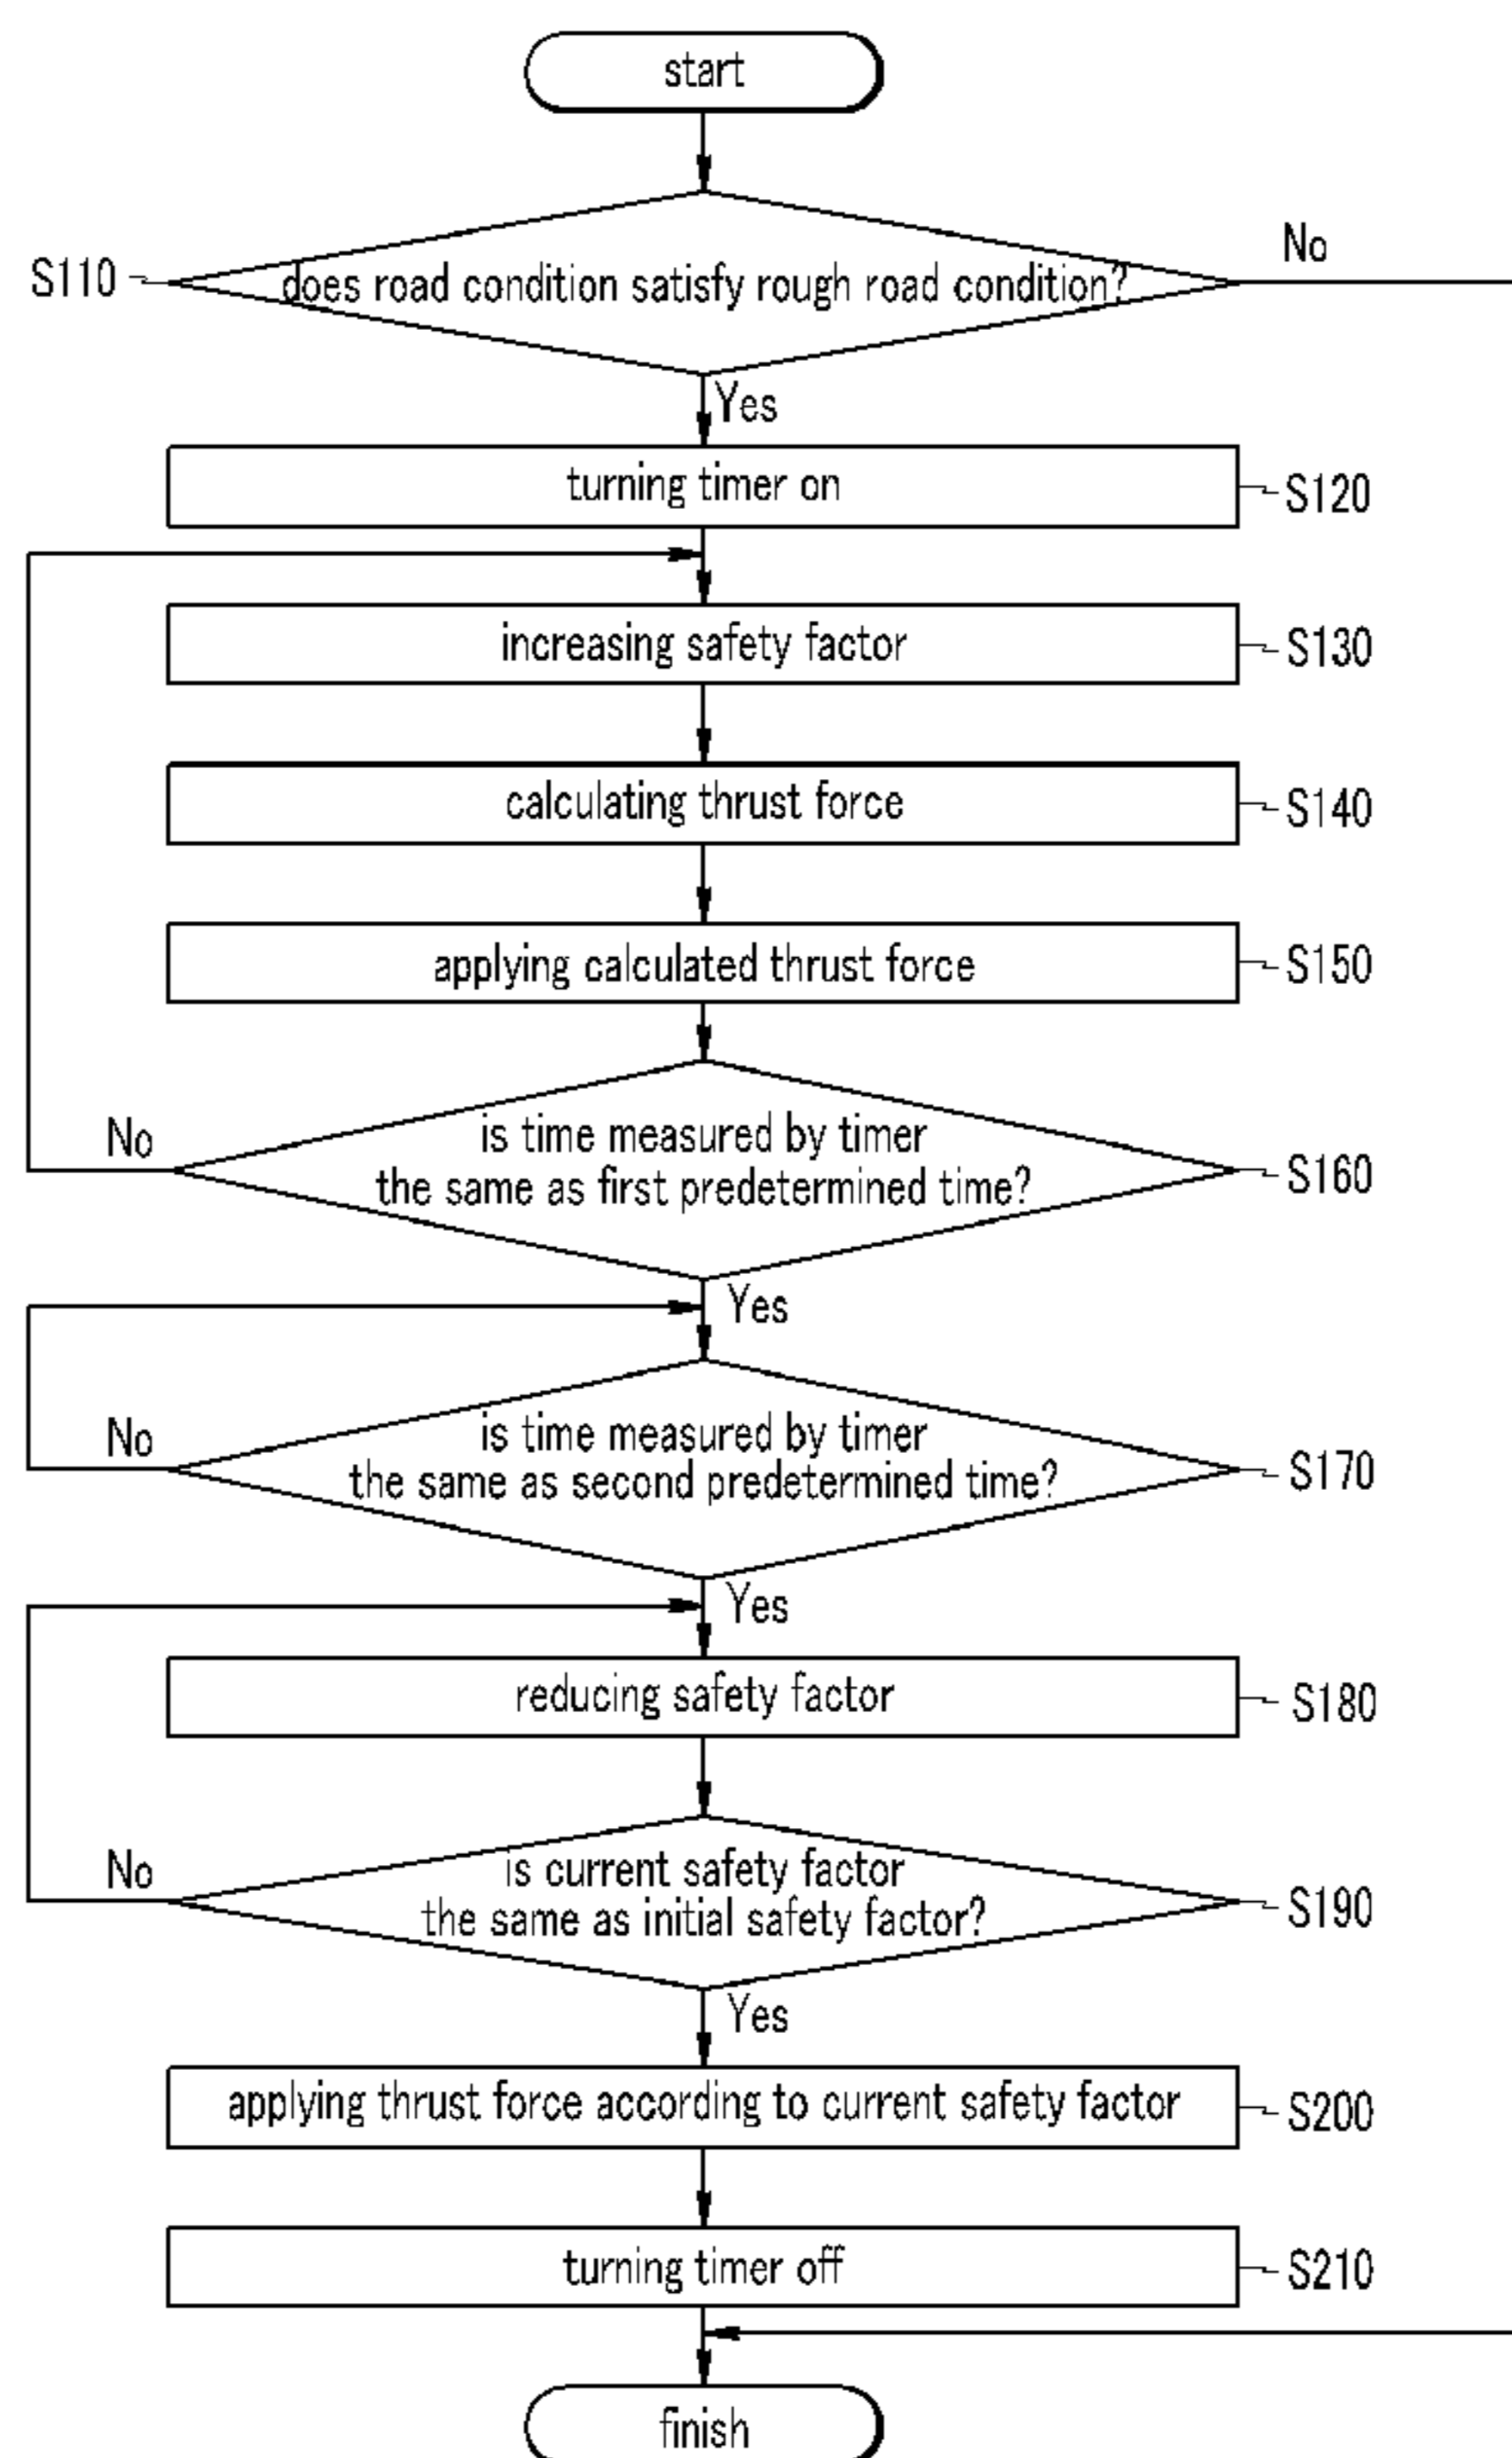 start
No
S110
does road condition satisfy rough road condition?
Yes
turning timer on
S120
increasing safety factor
S130
calculating thrust force
S140
applying calculated thrust force
S150
No
is time measured by timer
the same as first predetermined time?
S160
Yes
No
is time measured by timer
the same as second predetermined time?
S170
Yes
reducing safety factor
S180
No
is current safety factor
the same as initial safety factor?
S190
Yes
applying thrust force according to current safety factor
S200
turning timer off
S210
finish